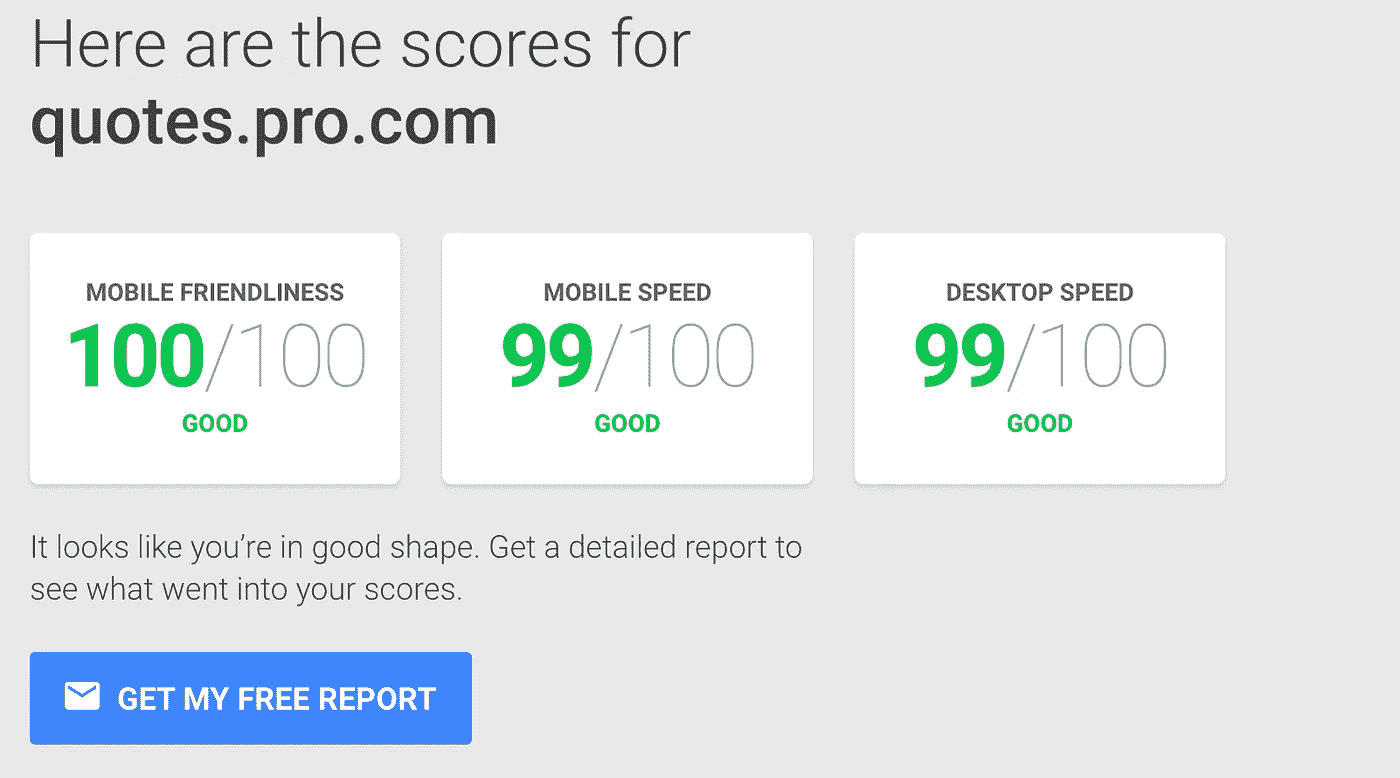 Here are the scores for
quotes.pro.com
MOBILE FRIENDLINESS
100/100
GOOD
MOBILE SPEED
99/100
GOOD
DESKTOP SPEED
99/100
GOOD
It looks like you’re in good shape. Get a detailed report to
see what went into your scores.
GET MY FREE REPORT